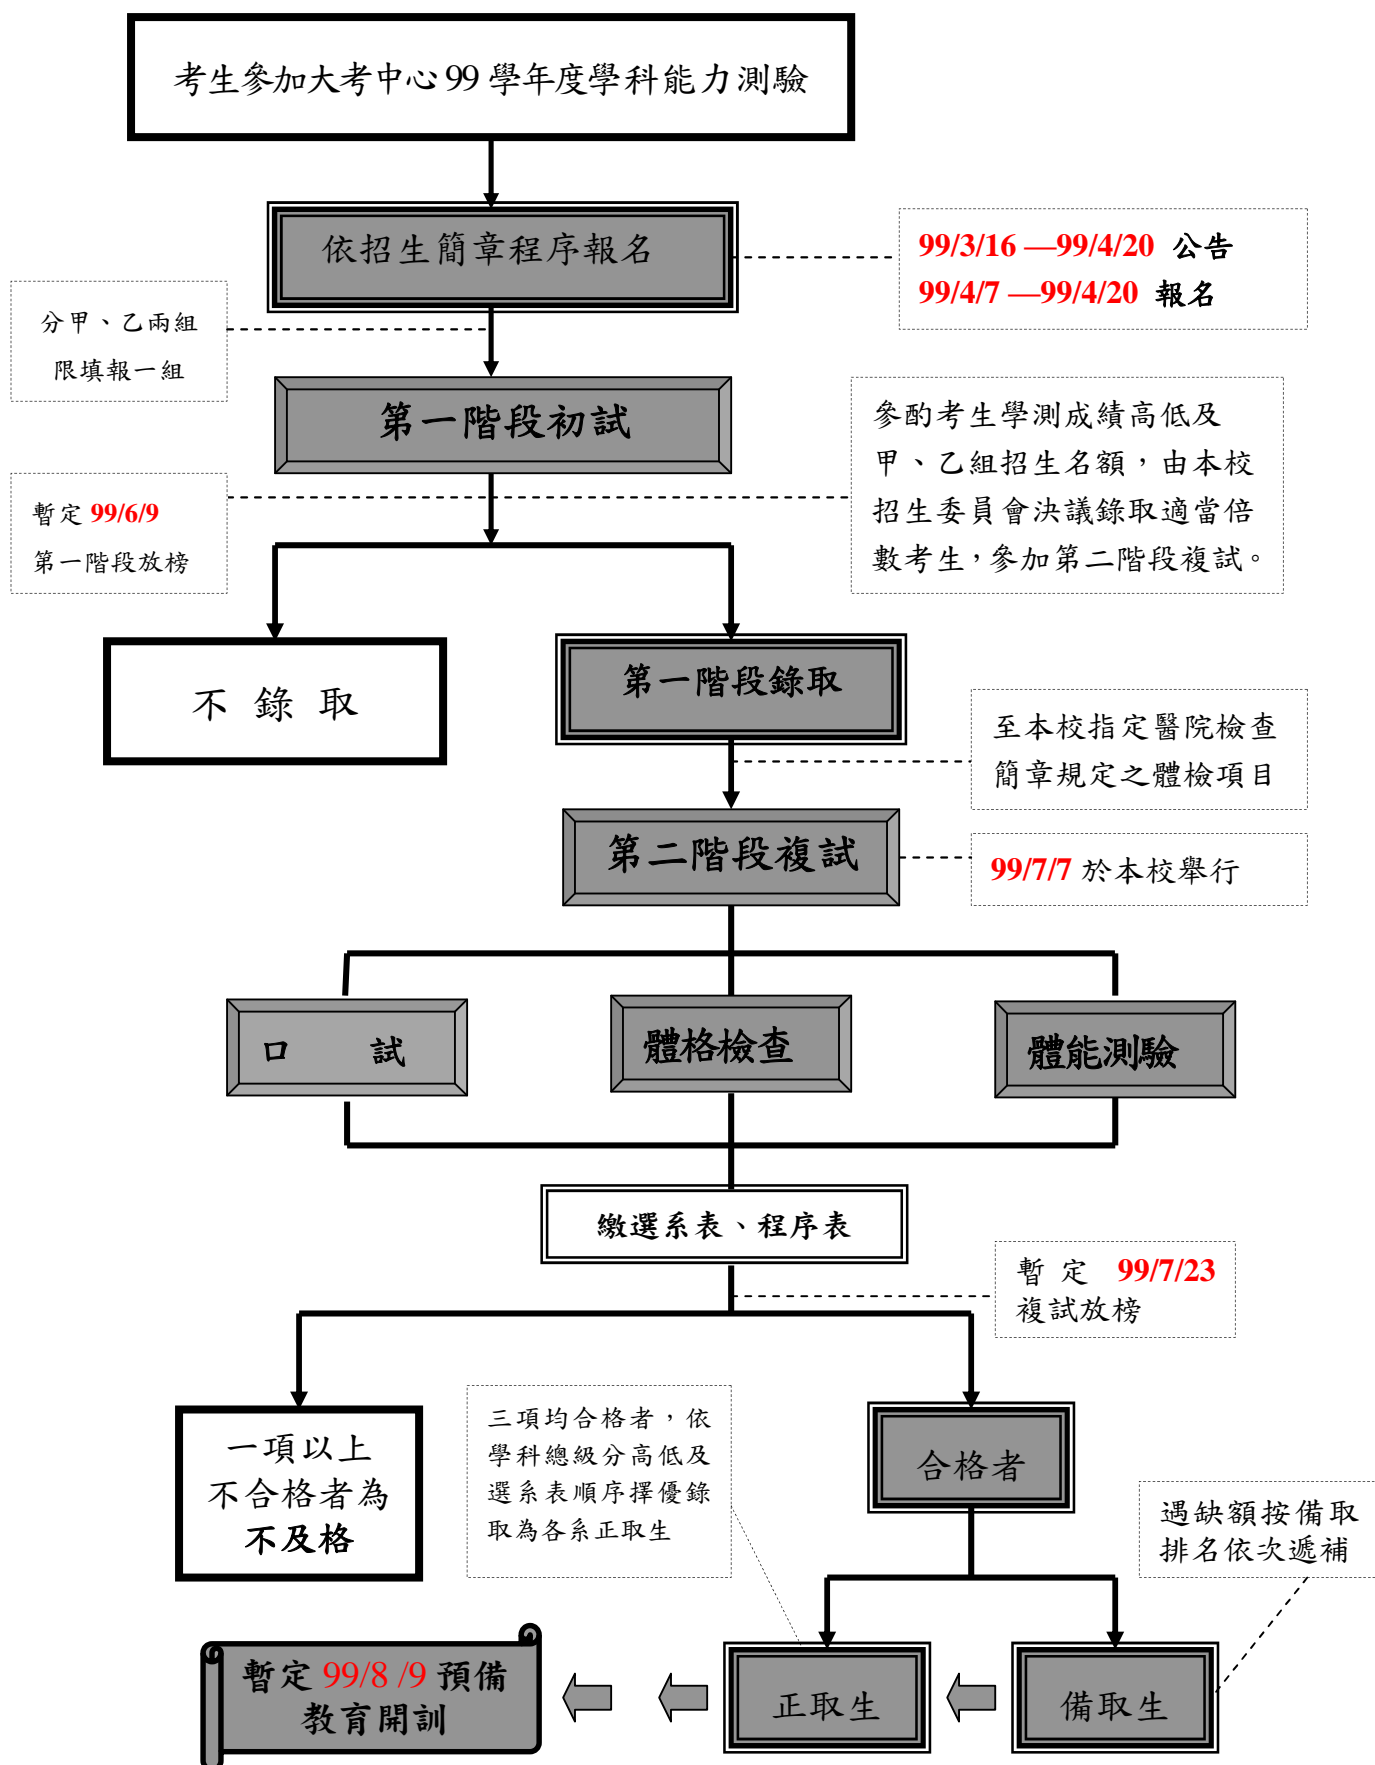 考生參加大考中心 99 學年度學科能力測驗
依招生簡章程序報名
99/3/16 —99/4/20 公告
99/4/7 —99/4/20 報名
分甲、乙兩組
限填報一組
第一階段初試
參酌考生學測成績高低及
甲、乙組招生名額，由本校
招生委員會決議錄取適當倍
數考生，參加第二階段複試。
暫定 99/6/9
第一階段放榜
不 錄 取
第一階段錄取
至本校指定醫院檢查
簡章規定之體檢項目
第二階段複試
99/7/7 於本校舉行
口 試
體格檢查
體能測驗
繳選系表、程序表
暫 定 99/7/23
複試放榜
一項以上
不合格者為
不及格
三項均合格者，依
學科總級分高低及
選系表順序擇優錄
取為各系正取生
合格者
遇缺額按備取
排名依次遞補
暫定 99/8 /9 預備
教育開訓
正取生
備取生